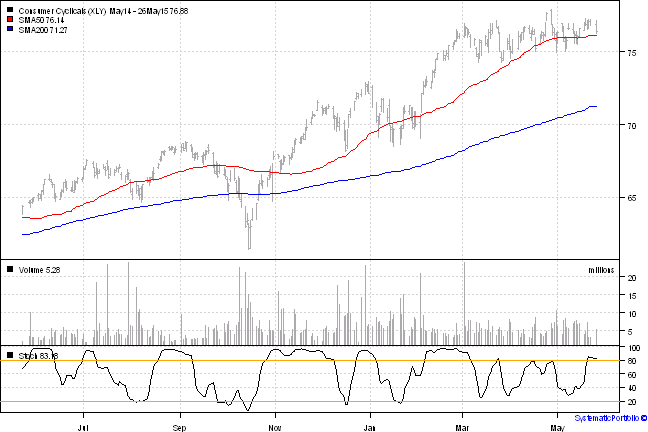 Consumer Cyclicals (XLY) May14 - 26May15 76.88
SMA50 76.14
SMA200 71.27
75
70
65
Volume 5.28
millions
20
15
10
5
Stoch 83.18
100
80
60
40
20
Jul Sep Nov Jan Mar May
SystematicPortfolio ©